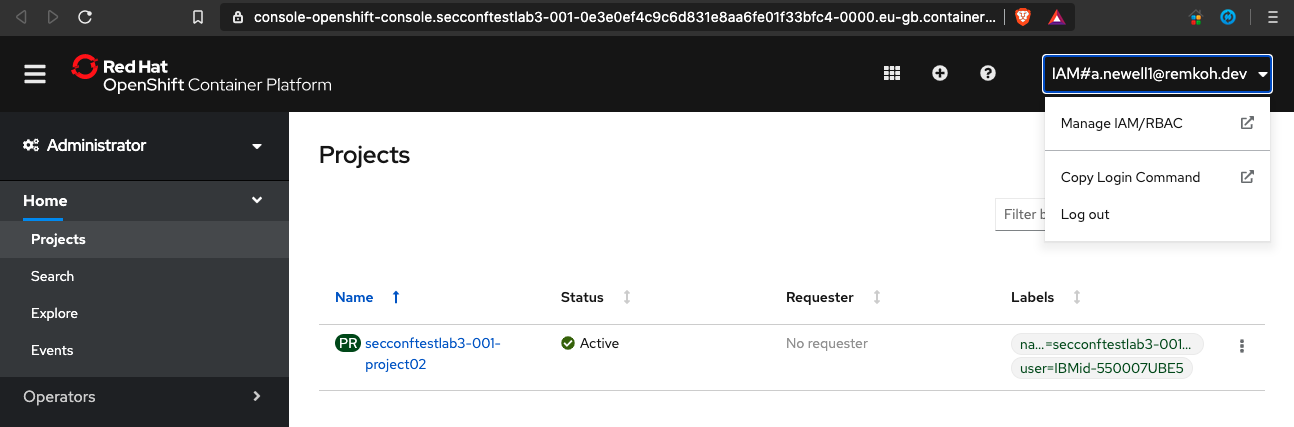 console-openshift-console.secconftestlab3-001-0e3e0ef4c9c6d831e8aa6fe01f33bfc4-0000.eu-gb.container...
Red Hat
OpenShift Container Platform
IAM#a.newell1@remkoh.dev
Manage IAM/RBAC
Copy Login Command
Log out
Administrator
Home
Projects
Search
Explore
Events
Operators
Projects
Filter b
Name Status Requester Labels
PR secconftestlab3-001-
project02
Active
No requester
na...=secconftestlab3-001...
user=IBMid-550007UBE5